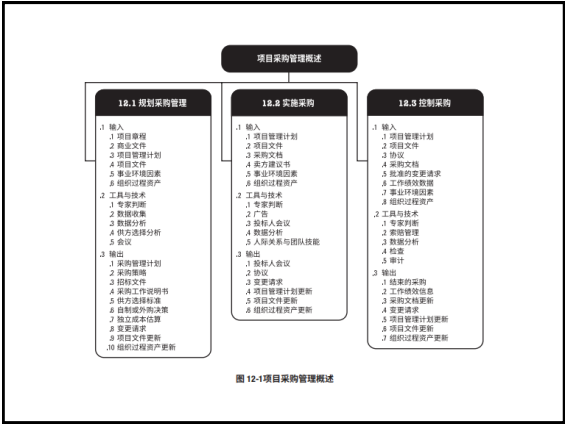 项目采购管理概述
12.1 规划采购管理
.1 输入
.1 项目章程
.2 商业文件
.3 项目管理计划
.4 项目文件
.5 事业环境因素
.6 组织过程资产
.2 工具与技术
.1 专家判断
.2 数据收集
.3 数据分析
.4 供方选择分析
.5 会议
.3 输出
.1 采购管理计划
.2 采购策略
.3 招标文件
.4 采购工作说明书
.5 供方选择标准
.6 自制或外购决策
.7 独立成本估算
.8 变更请求
.9 项目文件更新
.10 组织过程资产更新
12.2 实施采购
.1 输入
.1 项目管理计划
.2 项目文件
.3 采购文档
.4 卖方建议书
.5 事业环境因素
.6 组织过程资产
.2 工具与技术
.1 专家判断
.2 广告
.3 投标人会议
.4 数据分析
.5 人际关系与团队技能
.3 输出
.1 投标人会议
.2 协议
.3 变更请求
.4 项目管理计划更新
.5 项目文件更新
.6 组织过程资产更新
12.3 控制采购
.1 输入
.1 项目管理计划
.2 项目文件
.3 协议
.4 采购文档
.5 批准的变更请求
.6 工作绩效数据
.7 事业环境因素
.8 组织过程资产
.2 工具与技术
.1 专家判断
.2 索赔管理
.3 数据分析
.4 检查
.5 审计
.3 输出
.1 结束的采购
.2 工作绩效信息
.3 采购文档更新
.4 变更请求
.5 项目管理计划更新
.6 项目文件更新
.7 组织过程资产更新
图 12-1项目采购管理概述